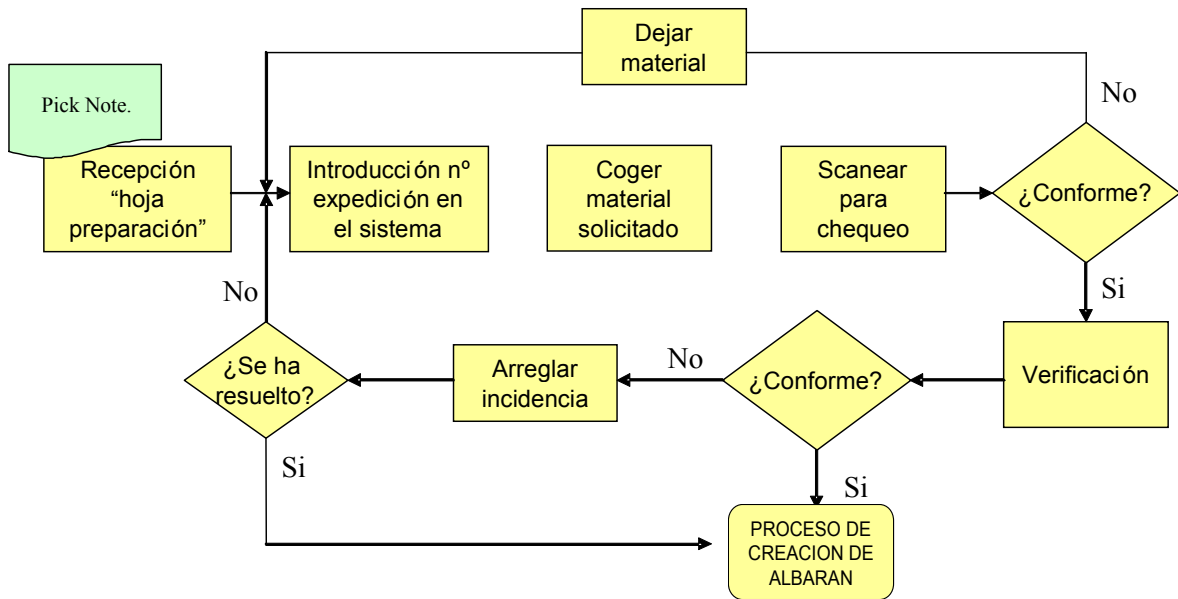 Dejar
material
No
Pick Note.
Recepción
“hoja
preparación”
Introducción nº
expedición en
el sistema
Coger
material
solicitado
Scanear
para
chequeo
¿Conforme?
Si
No
¿Se ha
resuelto?
Arreglar
incidencia
No
¿Conforme?
Verificación
Si
Si
PROCESO DE
CREACION DE
ALBARAN